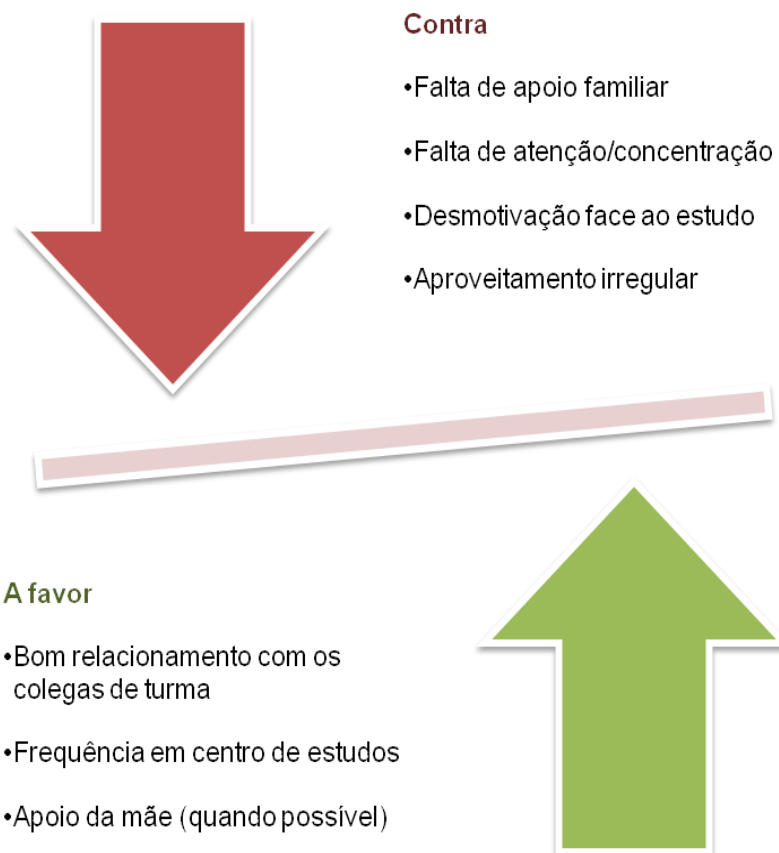 Contra
•Falta de apoio familiar
•Falta de atenção/concentração
•Desmotivação face ao estudo
•Aproveitamento irregular
A favor
•Bom relacionamento com os
colegas de turma
•Frequência em centro de estudos
•Apoio da mãe (quando possível)